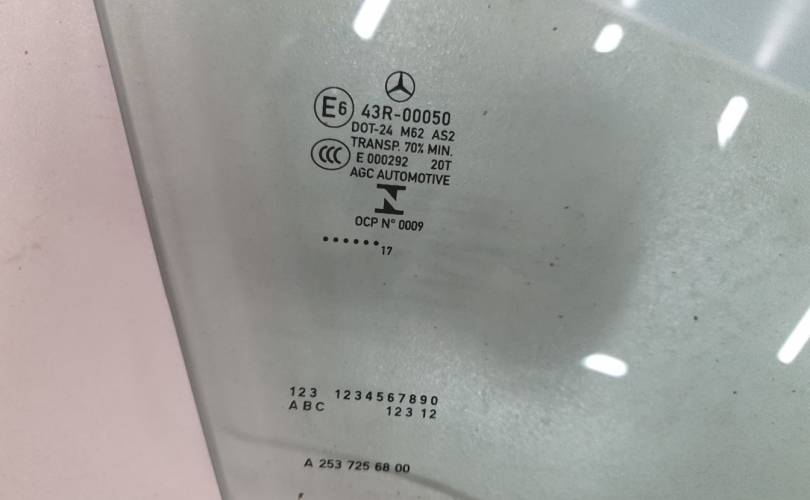 E6 43R-00050
DOT-24 M62 AS2
TRANSP. 70% MIN.
CCC E 000292 20T
AGC AUTOMOTIVE
N
OCP N° 0009
••••••17
123 1234567890
ABC 123 12
A 253 725 68 00